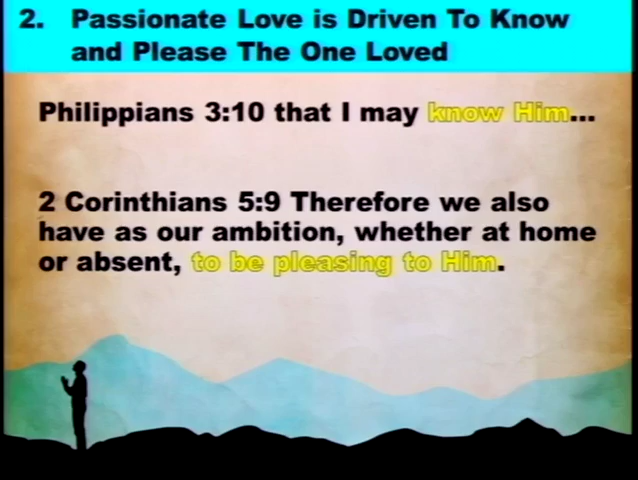 2. Passionate Love is Driven To Know
and Please The One Loved
Philippians 3:10 that I may know Him...
2 Corinthians 5:9 Therefore we also
have as our ambition, whether at home
or absent, to be pleasing to Him.